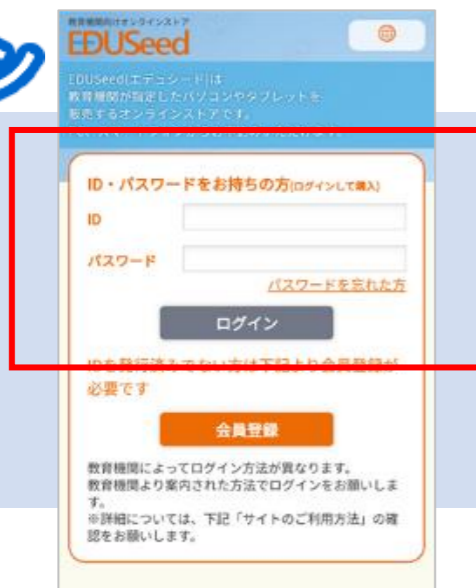 教育機関向けオンラインストア
EDUSeed
EDUSeed(エデュシード)は
教育機関が指定したパソコンやタブレットを
販売するオンラインストアです。
ID・パスワードをお持ちの方(ログインして購入)
ID
パスワード
パスワードを忘れた方
ログイン
IDを発行済みでない方は下記より会員登録が
必要です
会員登録
教育機関によってログイン方法が異なります。
教育機関より案内された方法でログインをお願いしま
す。
※詳細については、下記「サイトのご利用方法」の確
認をお願いします。